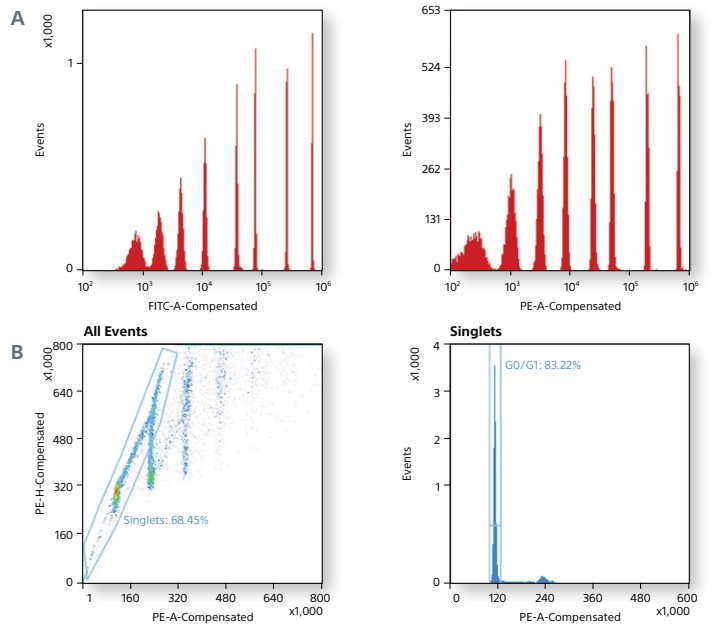 A
x1,000
Events
1
0
10² 10³ 10⁴ 10⁵ 10⁶
FITC-A-Compensated
Events
653
524
393
262
131
0
10² 10³ 10⁴ 10⁵ 10⁶
PE-A-Compensated
B
All Events
x1,000
PE-H-Compensated
800
640
480
320
160
0
Singlets: 68.45%
1 160 320 480 640 800
x1,000
PE-A-Compensated
Singlets
x1,000
Events
4
3
2
1
0
G0/G1: 83.22%
0 120 240 360 480 600
x1,000
PE-A-Compensated